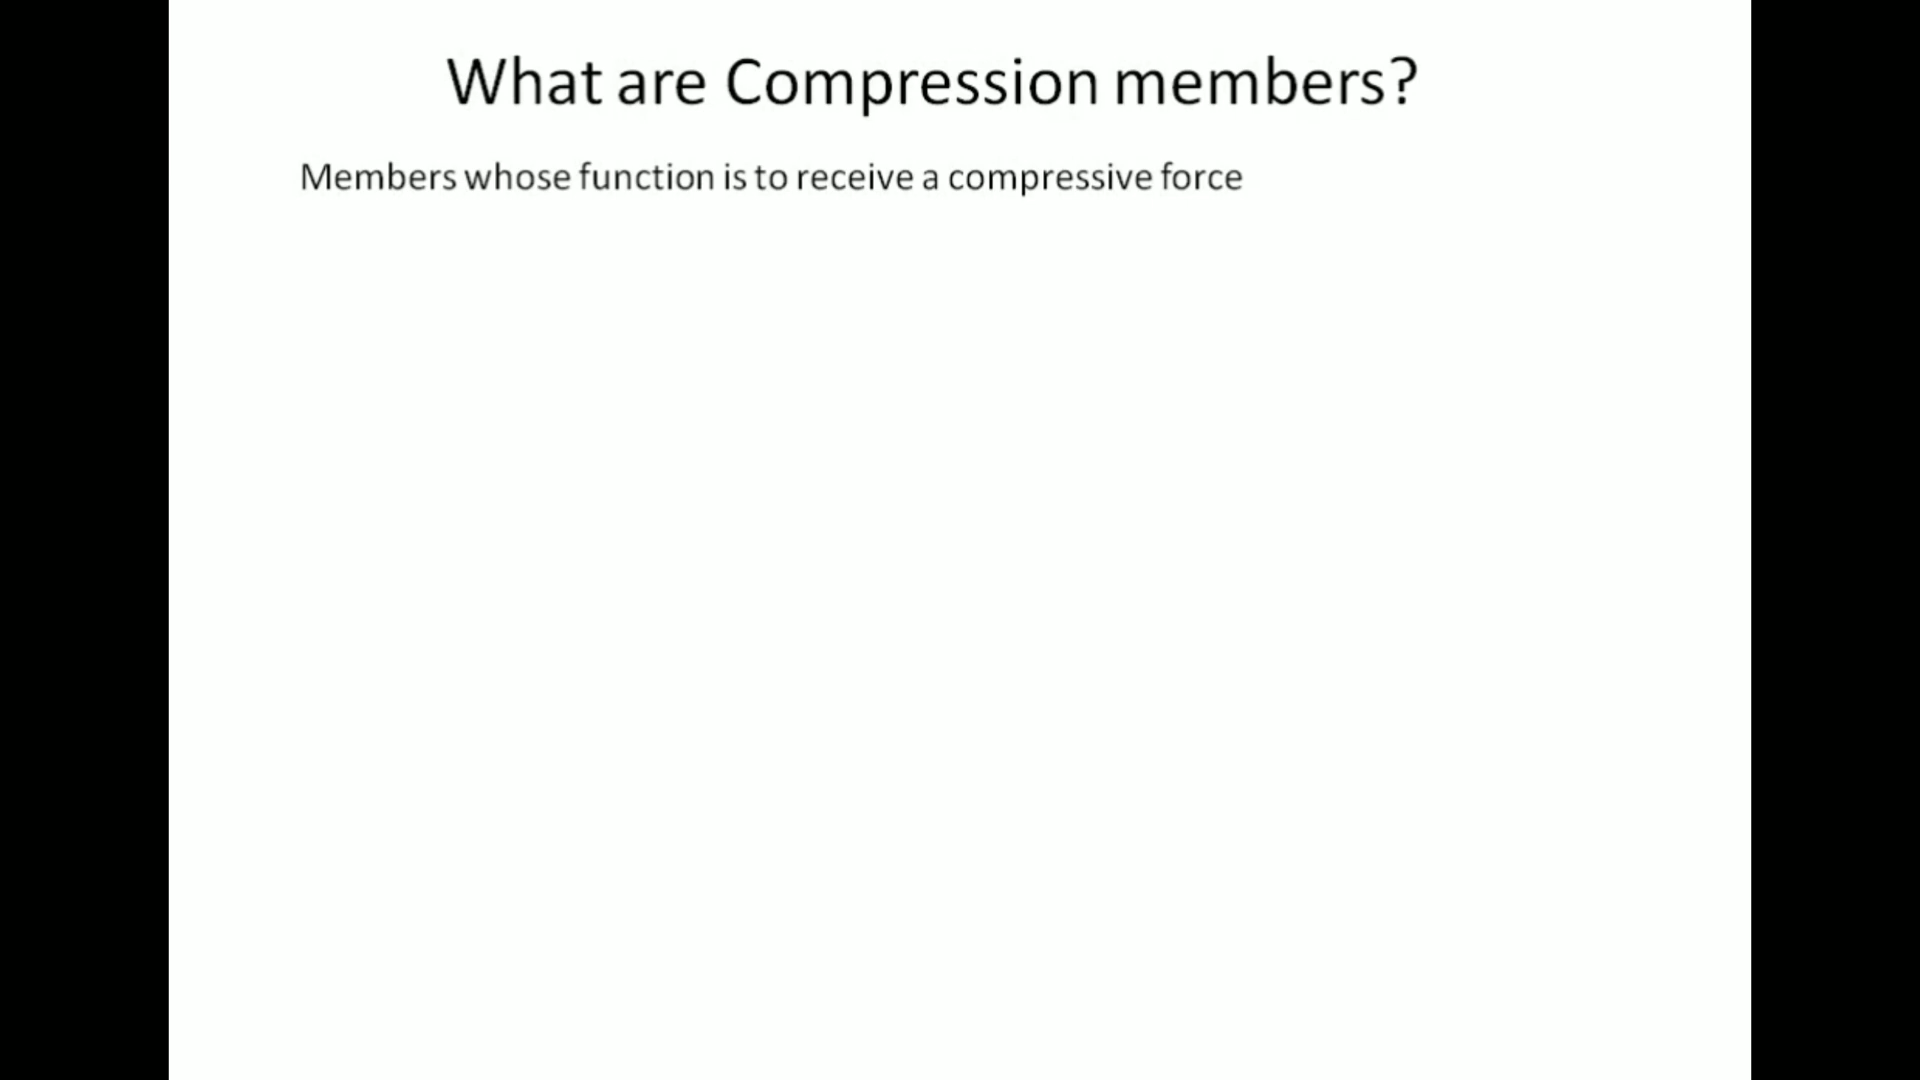 What are Compression members?
Members whose function is to receive a compressive force